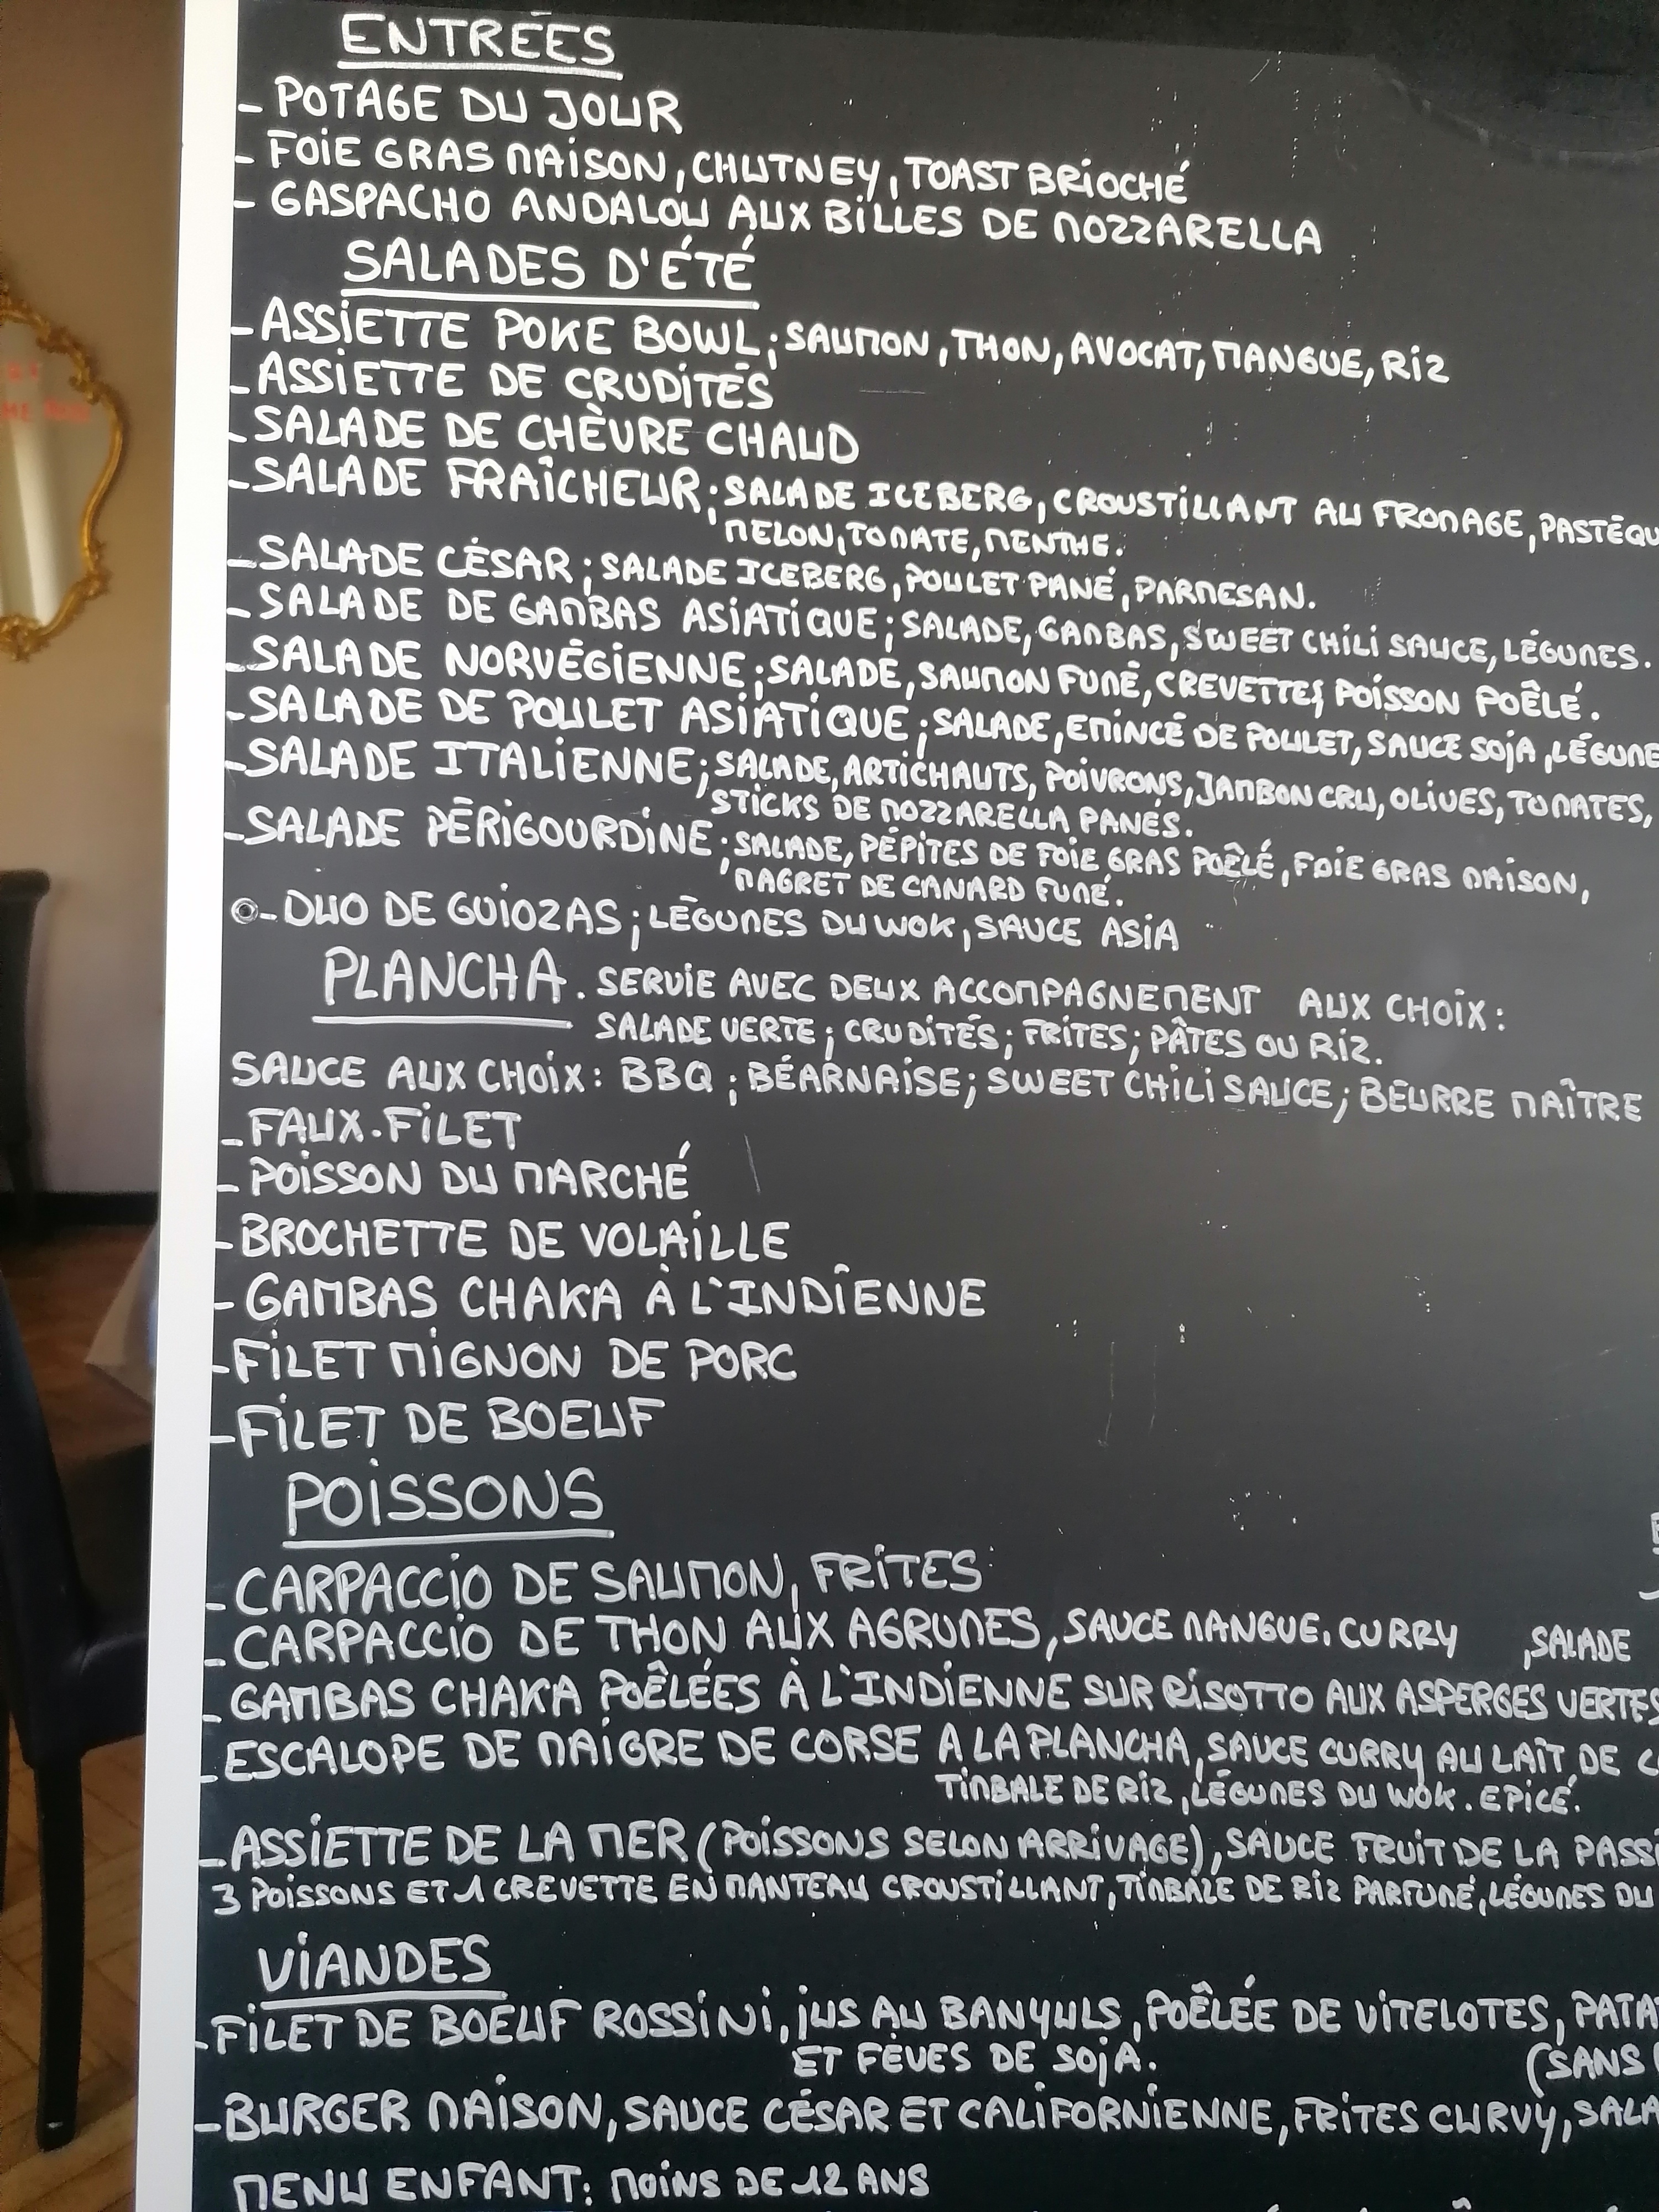 ENTRÉES
- POTAGE DU JOUR
- FOIE GRAS MAISON, CHUTNEY, TOAST BRIOCHÉ
- GASPACHO ANDALOU AUX BILLES DE MOZZARELLA
SALADES D'ÉTÉ
- ASSIETTE POKE BOWL; SAUMON, THON, AVOCAT, MANGUE, RIZ
- ASSIETTE DE CRUDITÉS
- SALADE DE CHÈVRE CHAUD
- SALADE FRAÎCHEUR; SALADE ICEBERG, CROUSTILLANT AU FROMAGE, PASTÈQU
MELON, TOMATE, MENTHE.
- SALADE CÉSAR; SALADE ICEBERG, POULET PANÉ, PARMESAN.
- SALADE DE GAMBAS ASIATIQUE; SALADE, GAMBAS, SWEET CHILI SAUCE, LÉGUMES.
- SALADE NORVÉGIENNE; SALADE, SAUMON FUMÉ, CREVETTES, POISSON POÊLÉ.
- SALADE DE POULET ASIATIQUE; SALADE, EMINCÉ DE POULET, SAUCE SOJA, LÉGUME
- SALADE ITALIENNE; SALADE, ARTICHAUTS, POIVRONS, JAMBON CRU, OLIVES, TOMATES,
STICKS DE MOZZARELLA PANÉS.
- SALADE PÉRIGOURDINE; SALADE, PÉPITES DE FOIE GRAS POÊLÉ, FOIE GRAS MAISON,
MAGRET DE CANARD FUMÉ.
- DUO DE GUIOZAS; LÉGUMES DU WOK, SAUCE ASIA
PLANCHA. SERVIE AVEC DEUX ACCOMPAGNEMENT AUX CHOIX:
SALADE VERTE; CRUDITÉS; FRITES; PÂTES OU RIZ.
SAUCE AUX CHOIX: BBQ; BÉARNAISE; SWEET CHILI SAUCE; BEURRE MAÎTRE
- FAUX-FILET
- POISSON DU MARCHÉ
- BROCHETTE DE VOLAILLE
- GAMBAS CHAKA À L'INDIENNE
- FILET MIGNON DE PORC
- FILET DE BOEUF
POISSONS
- CARPACCIO DE SAUMON, FRITES
- CARPACCIO DE THON AUX AGRUMES, SAUCE MANGUE, CURRY , SALADE
- GAMBAS CHAKA POÊLÉES À L'INDIENNE SUR RISOTTO AUX ASPERGES VERTES
- ESCALOPE DE MAIGRE DE CORSE A LA PLANCHA, SAUCE CURRY AU LAIT DE C
TIMBALE DE RIZ, LÉGUMES DU WOK. EPICÉ.
- ASSIETTE DE LA MER (POISSONS SELON ARRIVAGE), SAUCE FRUIT DE LA PASSI
3 POISSONS ET 1 CREVETTE EN MANTEAU CROUSTILLANT, TIMBALE DE RIZ PARFUMÉ, LÉGUMES DU
VIANDES
- FILET DE BOEUF ROSSINI, JUS AU BANYULS, POÊLÉE DE VITELOTES, PATA
ET FÈVES DE SOJA. (SANS
- BURGER MAISON, SAUCE CÉSAR ET CALIFORNIENNE, FRITES CURVY, SALA
MENU ENFANT: MOINS DE 12 ANS